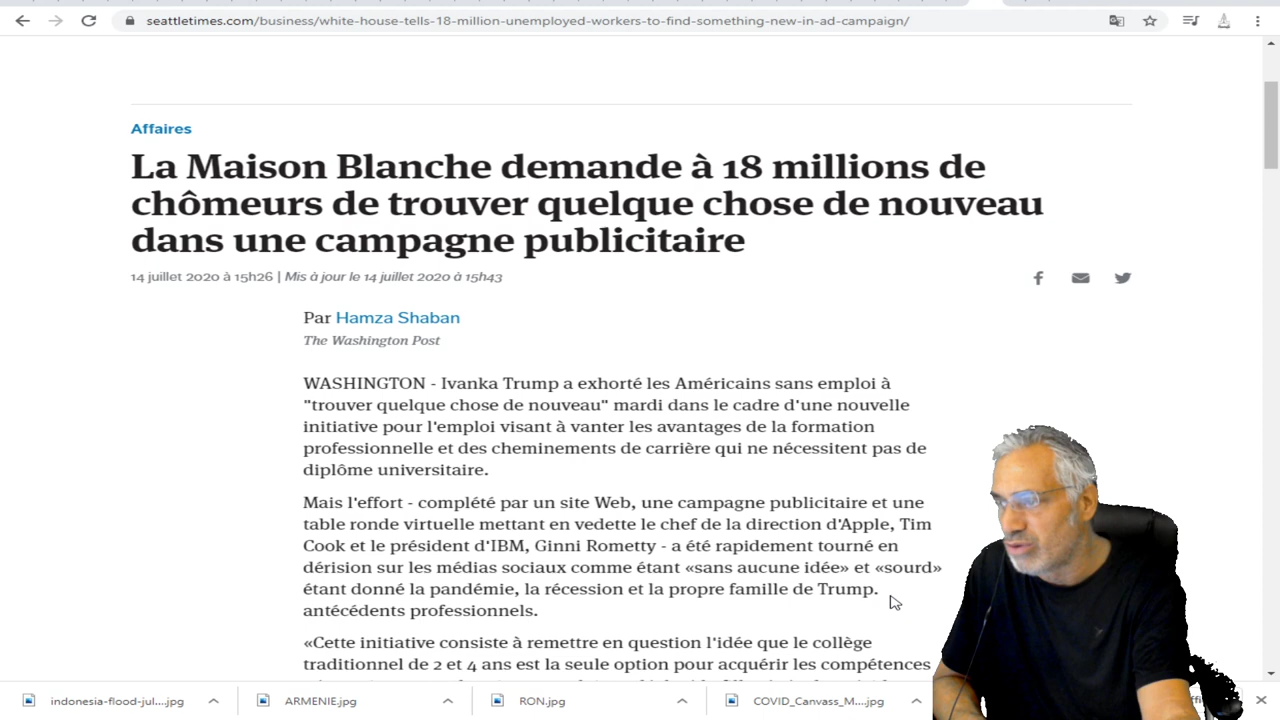 seattletimes.com/business/white-house-tells-18-million-unemployed-workers-to-find-something-new-in-ad-campaign/
Affaires
La Maison Blanche demande à 18 millions de
chômeurs de trouver quelque chose de nouveau
dans une campagne publicitaire
14 juillet 2020 à 15h26 | Mis à jour le 14 juillet 2020 à 15h43
Par Hamza Shaban
The Washington Post
WASHINGTON - Ivanka Trump a exhorté les Américains sans emploi à
"trouver quelque chose de nouveau" mardi dans le cadre d'une nouvelle
initiative pour l'emploi visant à vanter les avantages de la formation
professionnelle et des cheminements de carrière qui ne nécessitent pas de
diplôme universitaire.
Mais l'effort - complété par un site Web, une campagne publicitaire et une
table ronde virtuelle mettant en vedette le chef de la direction d'Apple, Tim
Cook et le président d'IBM, Ginni Rometty - a été rapidement tourné en
dérision sur les médias sociaux comme étant «sans aucune idée» et «sourd»
étant donné la pandémie, la récession et la propre famille de Trump.
antécédents professionnels.
«Cette initiative consiste à remettre en question l'idée que le collège
traditionnel de 2 et 4 ans est la seule option pour acquérir les compétences
indonesia-flood-jul....jpg
ARMENIE.jpg
RON.jpg
COVID_Canvass_M....jpg